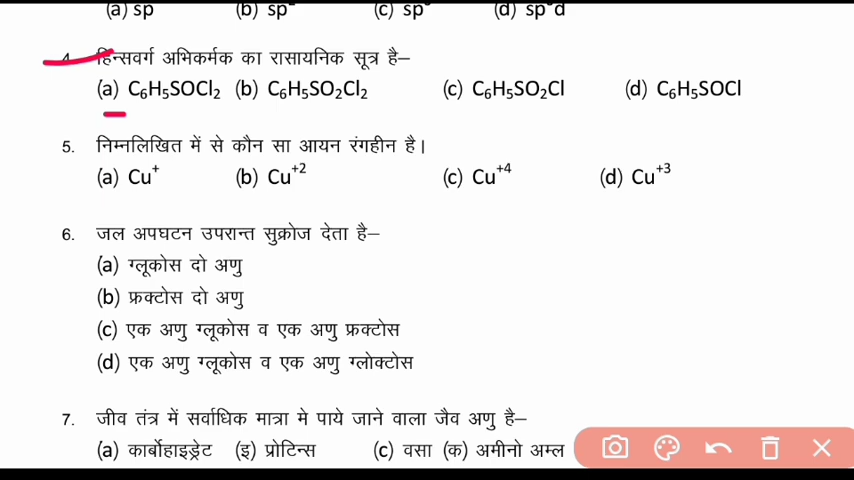 (a) sp (b) sp (c) sp (d) sp d
4. हिन्सवर्ग अभिकर्मक का रासायनिक सूत्र है–
(a) C₆H₅SOCl₂ (b) C₆H₅SO₂Cl₂ (c) C₆H₅SO₂Cl (d) C₆H₅SOCl
5. निम्नलिखित में से कौन सा आयन रंगहीन है।
(a) Cu⁺ (b) Cu⁺² (c) Cu⁺⁴ (d) Cu⁺³
6. जल अपघटन उपरान्त सुक्रोज देता है–
(a) ग्लूकोस दो अणु
(b) फ्रक्टोस दो अणु
(c) एक अणु ग्लूकोस व एक अणु फ्रक्टोस
(d) एक अणु ग्लूकोस व एक अणु ग्लोक्टोस
7. जीव तंत्र में सर्वाधिक मात्रा मे पाये जाने वाला जैव अणु है–
(a) कार्बोहाइड्रेट (इ) प्रोटिन्स (c) वसा (क) अमीनो अम्ल